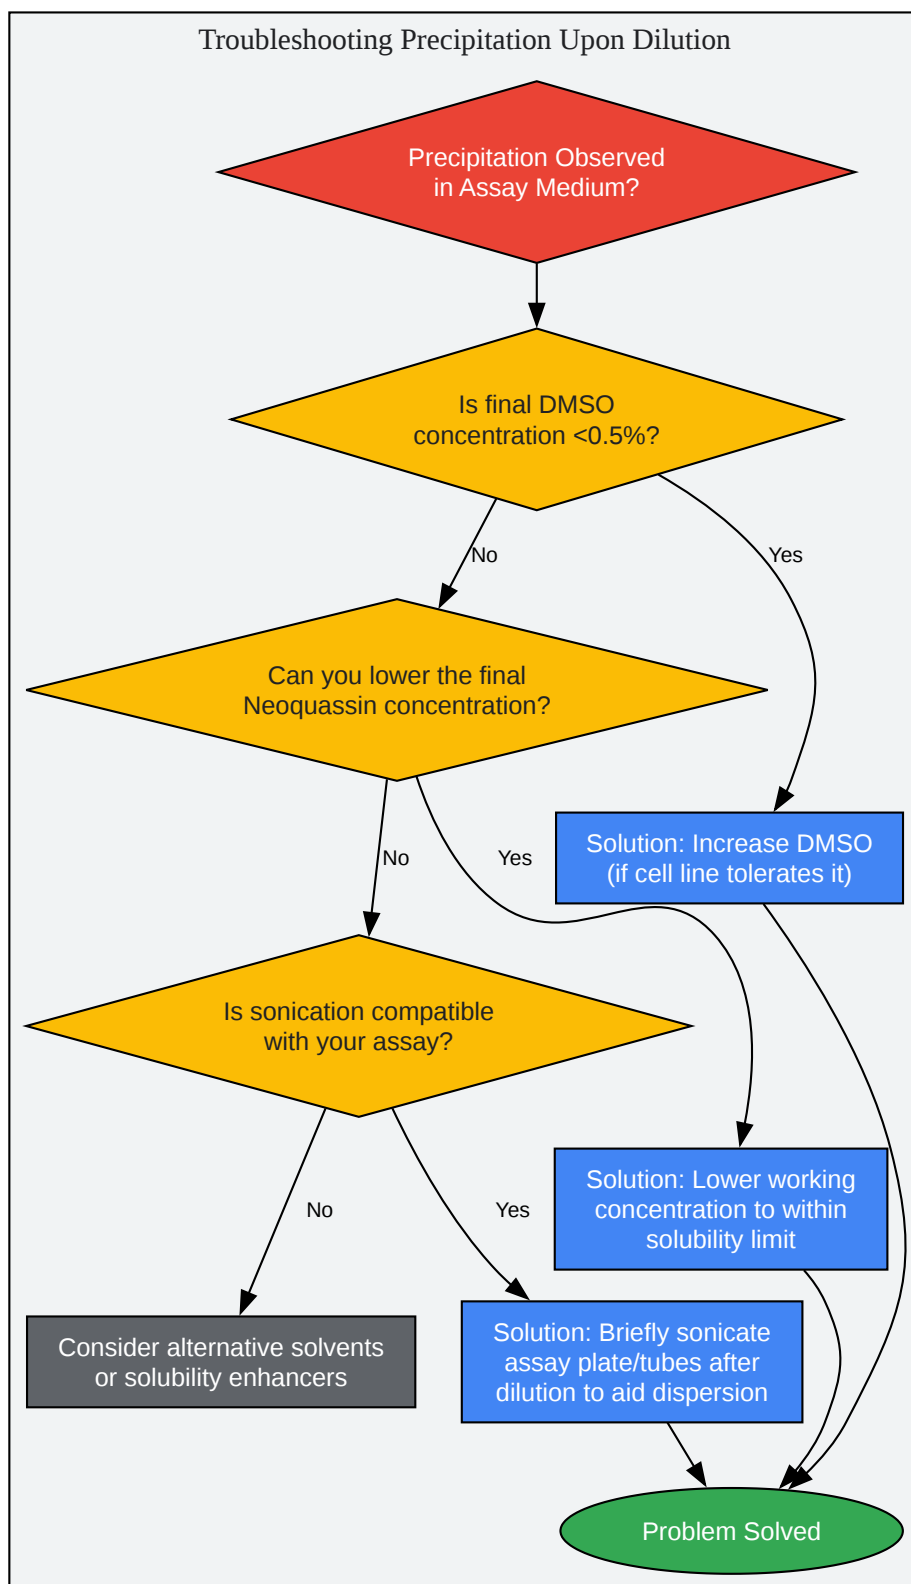 Troubleshooting Precipitation Upon Dilution
Precipitation Observed
in Assay Medium?
Is final DMSO
concentration <0.5%?
No
Yes
Can you lower the final
Neoquassin concentration?
No
Yes
Solution: Increase DMSO
(if cell line tolerates it)
Is sonication compatible
with your assay?
No
Yes
Solution: Lower working
concentration to within
solubility limit
Consider alternative solvents
or solubility enhancers
Solution: Briefly sonicate
assay plate/tubes after
dilution to aid dispersion
Problem Solved